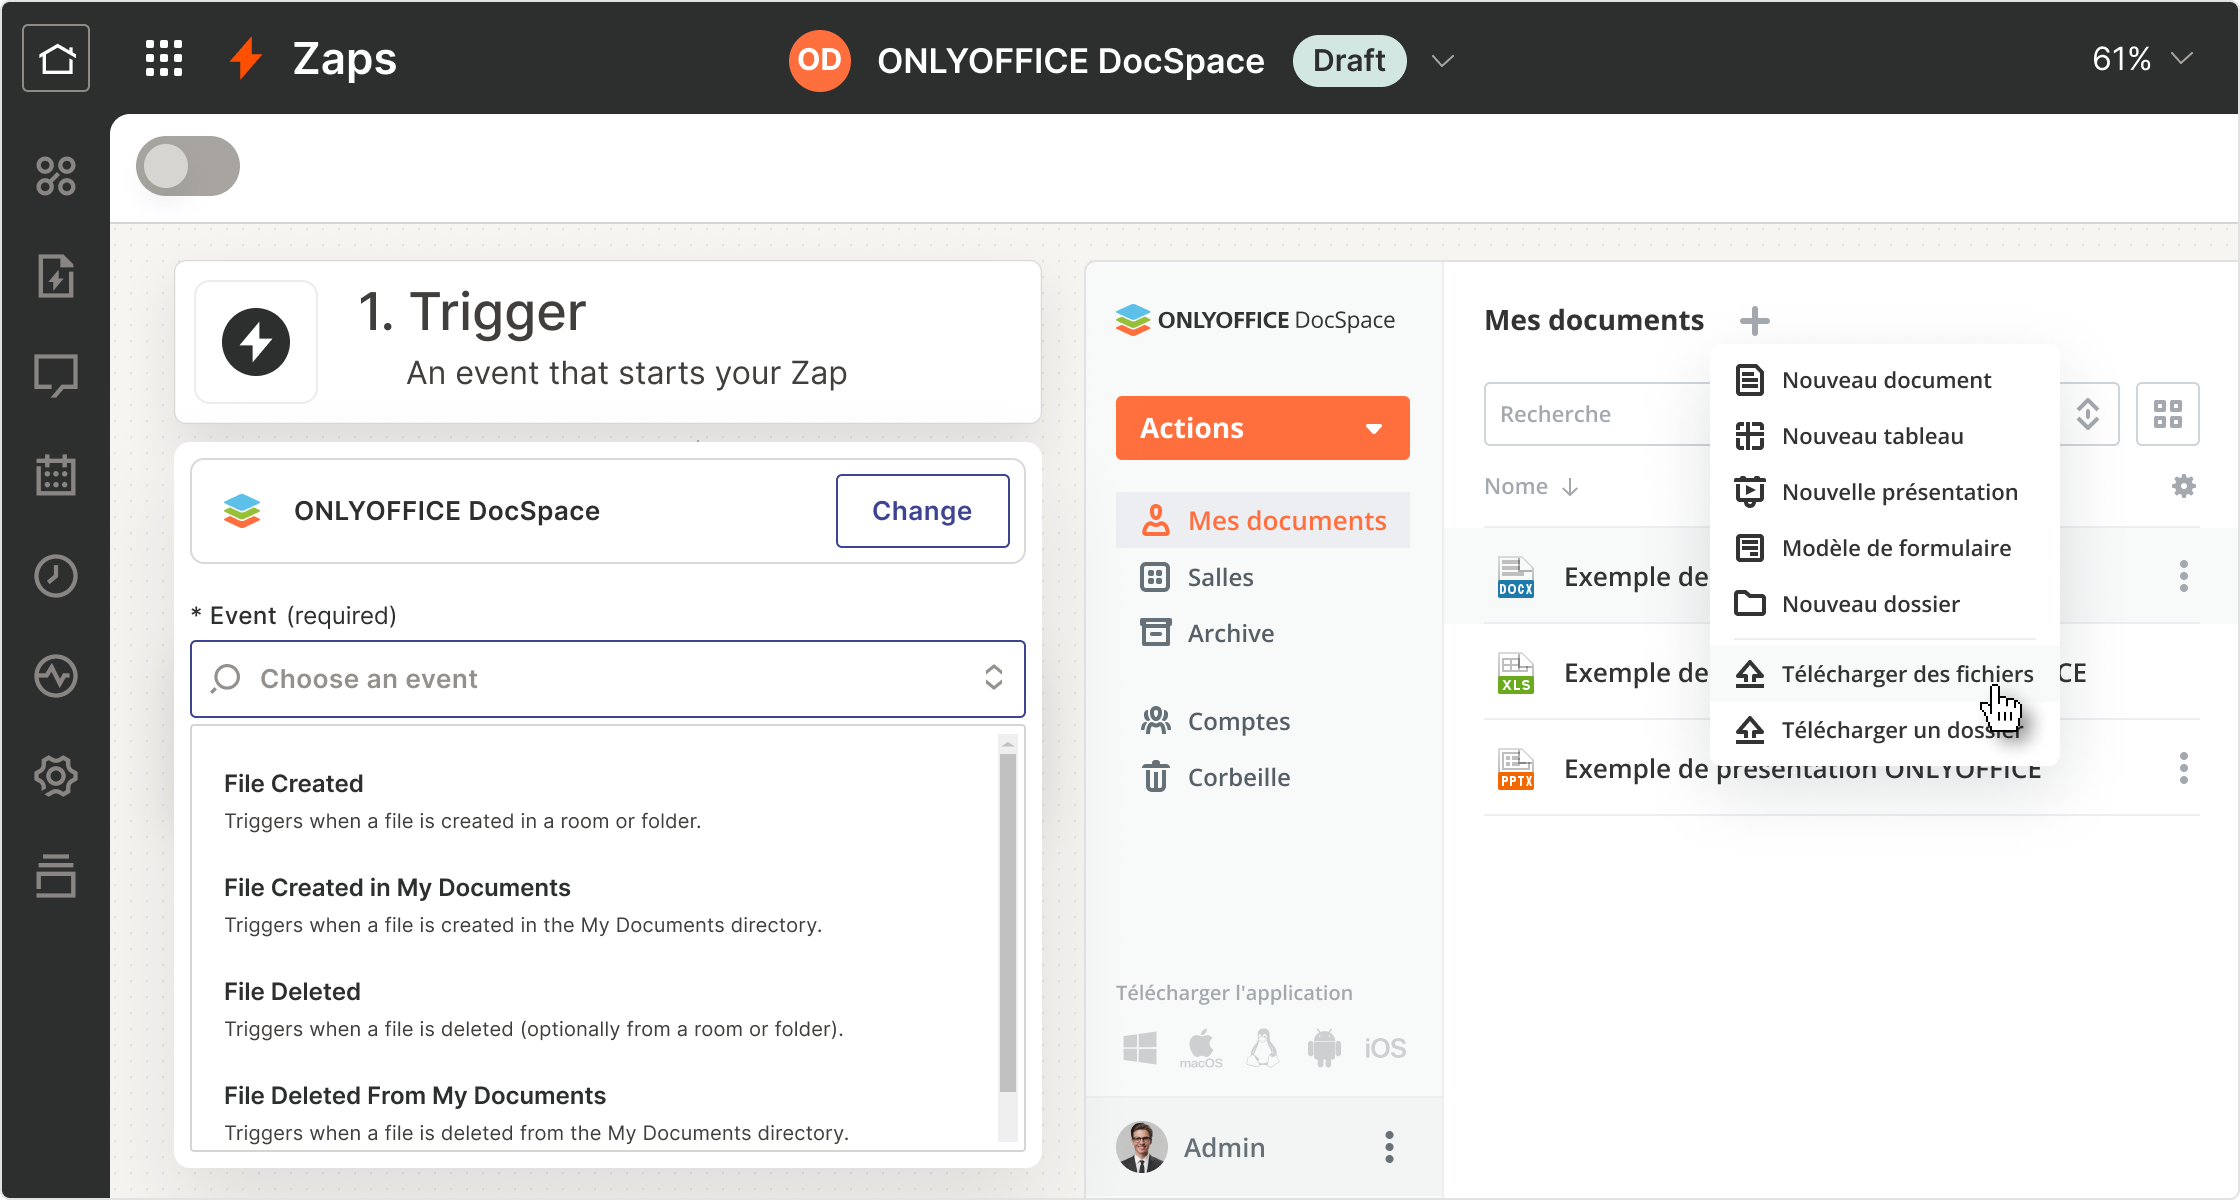 Zaps
OD ONLYOFFICE DocSpace Draft
61%
1. Trigger
An event that starts your Zap
ONLYOFFICE DocSpace
Change
* Event (required)
Choose an event
File Created
Triggers when a file is created in a room or folder.
File Created in My Documents
Triggers when a file is created in the My Documents directory.
File Deleted
Triggers when a file is deleted (optionally from a room or folder).
File Deleted From My Documents
Triggers when a file is deleted from the My Documents directory.
ONLYOFFICE DocSpace
Actions
Mes documents
Salles
Archive
Comptes
Corbeille
Télécharger l'application
macOS
iOS
Admin
Mes documents
Recherche
Nome
DOCX Exemple de
XLS Exemple de CE
PPTX Exemple de présentation ONLYOFFICE
Nouveau document
Nouveau tableau
Nouvelle présentation
Modèle de formulaire
Nouveau dossier
Télécharger des fichiers
Télécharger un dossier